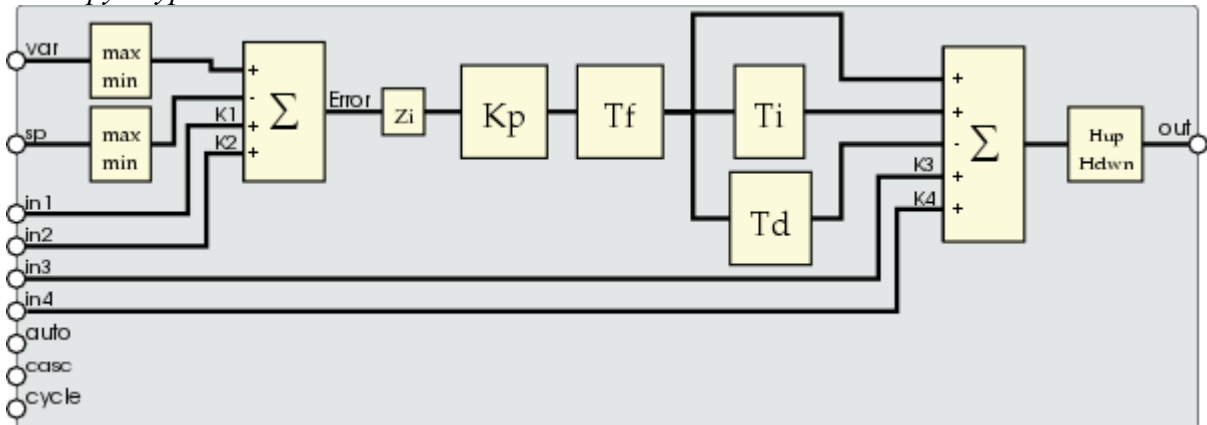 var
max
min
+
-
K1
+
K2
+
Σ
Error
Zi
Kp
Tf
Ti
Td
+
+
-
K3
+
K4
+
Σ
Hup
Hdwn
out
sp
max
min
in1
in2
in3
in4
auto
casc
cycle